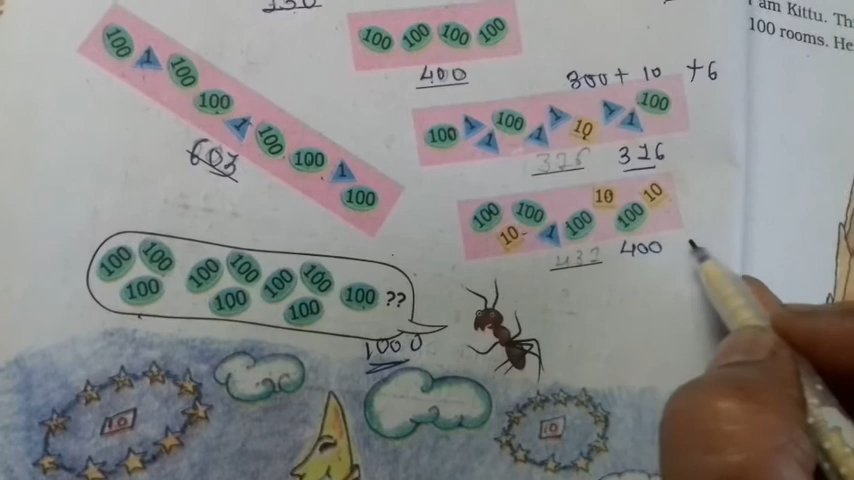 100 100 100 100
400
I am Kittu. Th
100 rooms. He
100 1 100 100 1 100 100 1 100
603
300 + 10 + 6
100 1 1 100 1 1 10 1 1 100
376 316
100 100 10 1 100 10 100 10
432 400
100 100 100 100 100 100 100 100 100 100 ??
1000
10 10